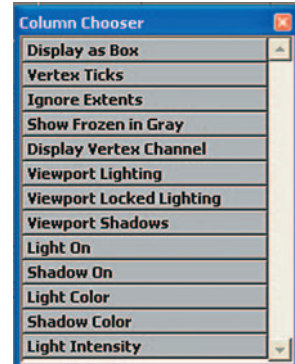 Column Chooser
Display as Box
Vertex Ticks
Ignore Extents
Show Frozen in Gray
Display Vertex Channel
Viewport Lighting
Viewport Locked Lighting
Viewport Shadows
Light On
Shadow On
Light Color
Shadow Color
Light Intensity